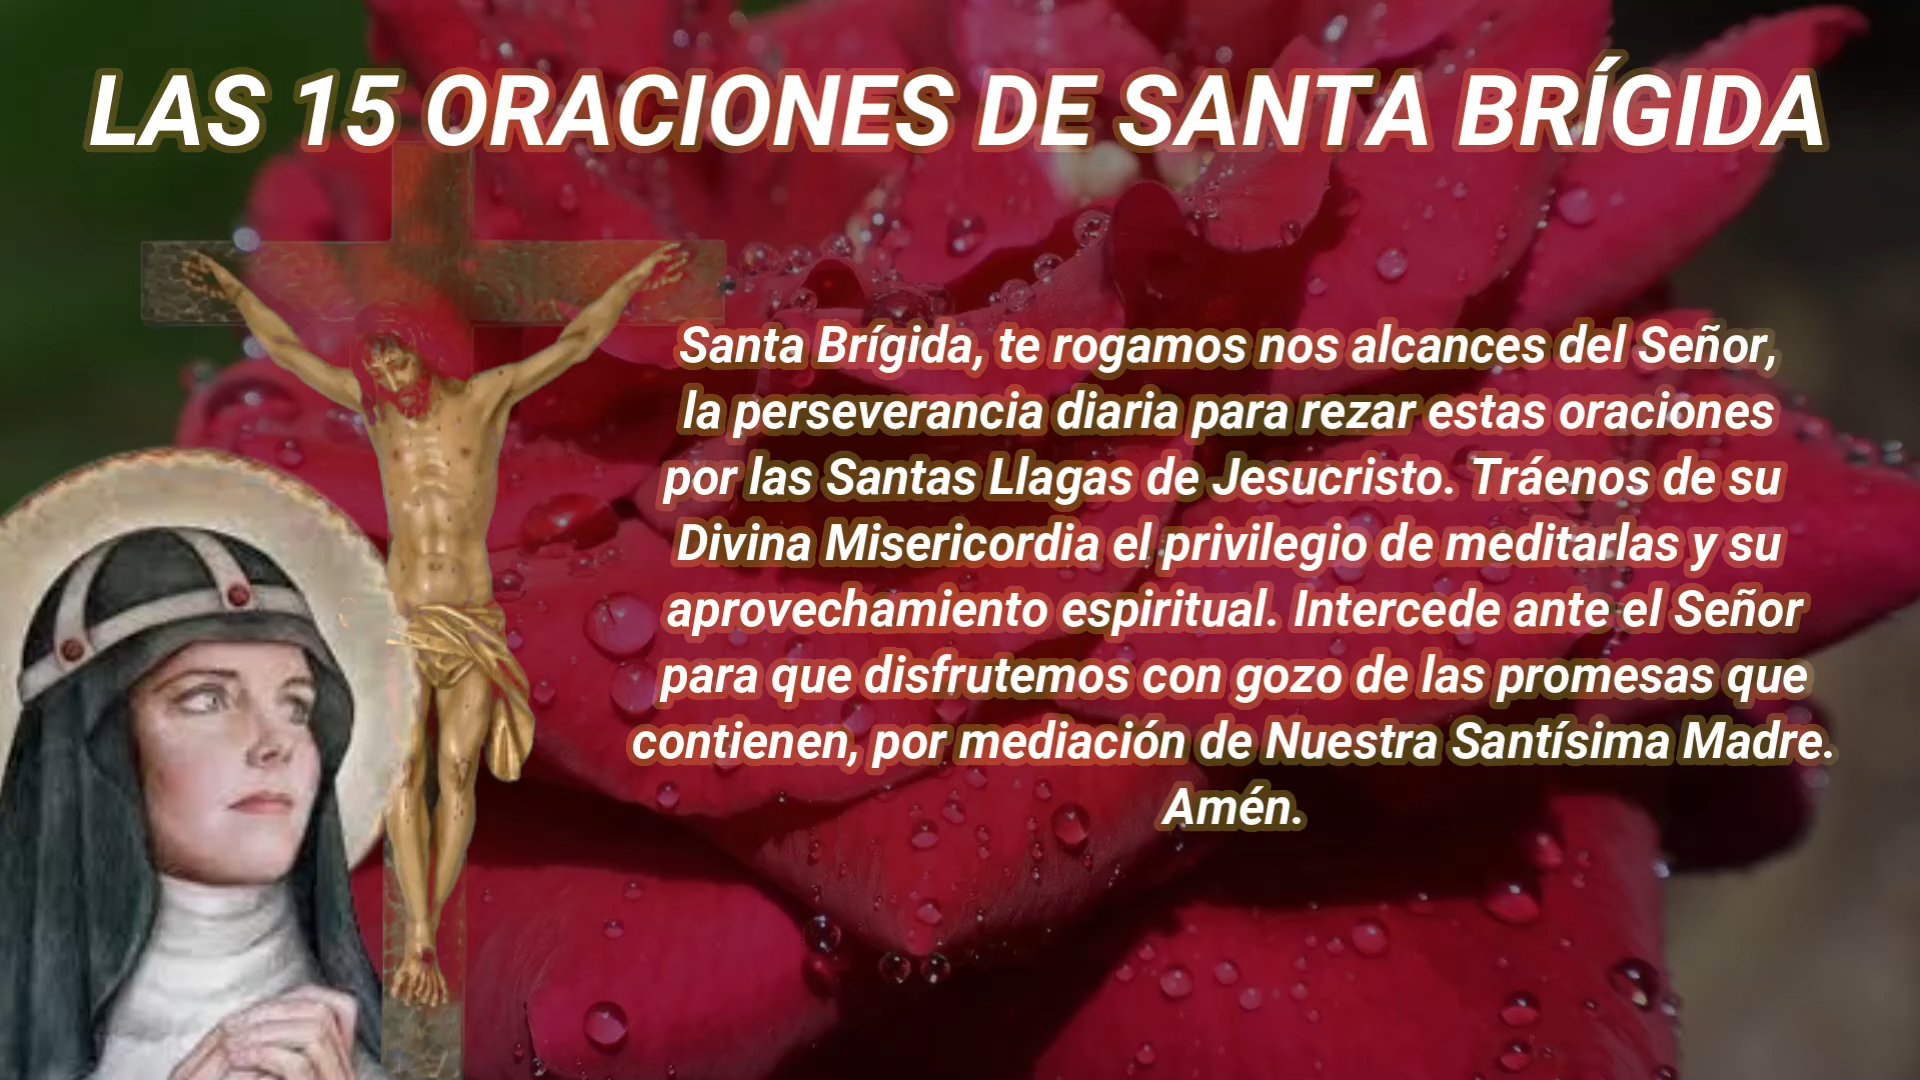 LAS 15 ORACIONES DE SANTA BRÍGIDA
Santa Brígida, te rogamos nos alcances del Señor,
la perseverancia diaria para rezar estas oraciones
por las Santas Llagas de Jesucristo. Tráenos de su
Divina Misericordia el privilegio de meditarlas y su
aprovechamiento espiritual. Intercede ante el Señor
para que disfrutemos con gozo de las promesas que
contienen, por mediación de Nuestra Santísima Madre.
Amén.